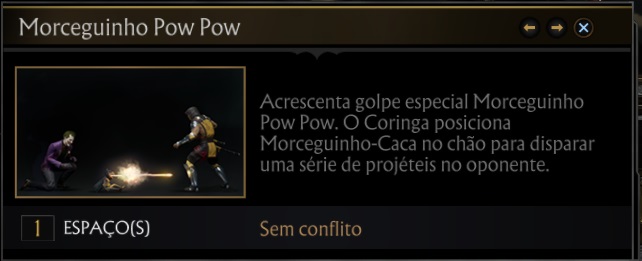 Morceguinho Pow Pow
Acrescenta golpe especial Morceguinho
Pow Pow. O Coringa posiciona
Morceguinho-Caca no chão para disparar
uma série de projéteis no oponente.
1 ESPAÇO(S)
Sem conflito